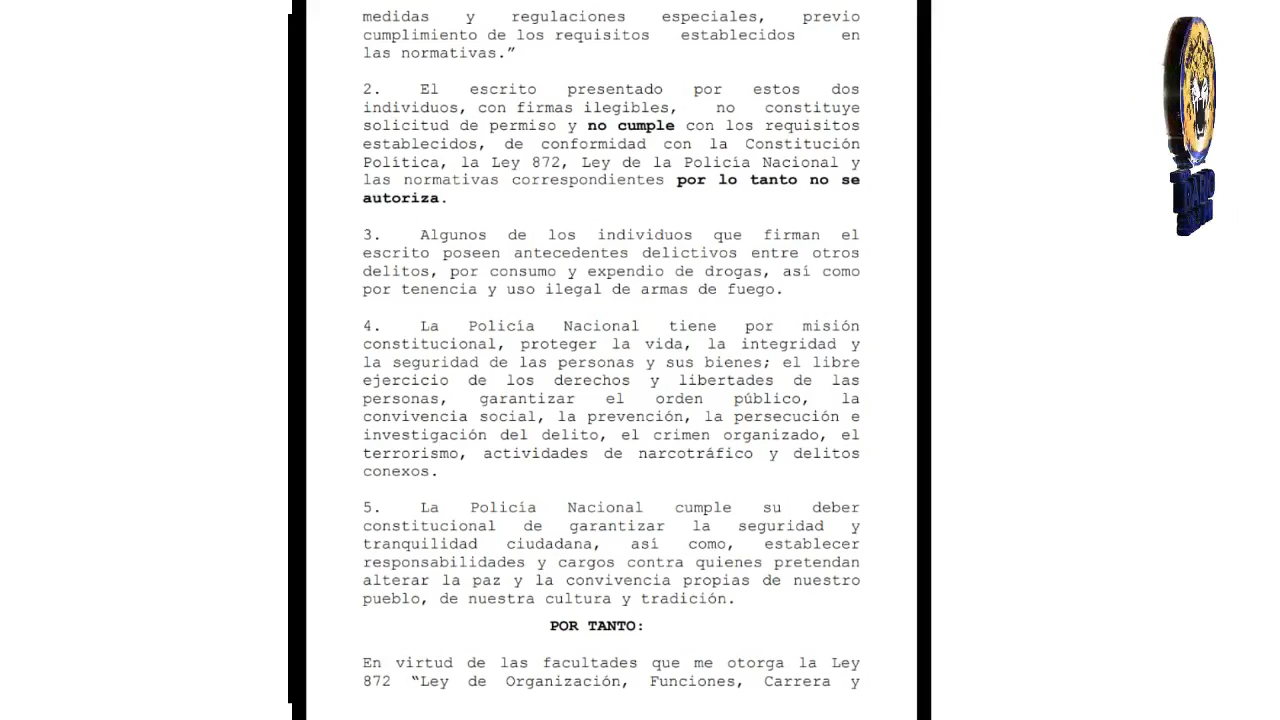 medidas y regulaciones especiales, previo
cumplimiento de los requisitos establecidos en
las normativas.”
2. El escrito presentado por estos dos
individuos, con firmas ilegibles, no constituye
solicitud de permiso y no cumple con los requisitos
establecidos, de conformidad con la Constitución
Política, la Ley 872, Ley de la Policía Nacional y
las normativas correspondientes por lo tanto no se
autoriza.
3. Algunos de los individuos que firman el
escrito poseen antecedentes delictivos entre otros
delitos, por consumo y expendio de drogas, así como
por tenencia y uso ilegal de armas de fuego.
4. La Policía Nacional tiene por misión
constitucional, proteger la vida, la integridad y
la seguridad de las personas y sus bienes; el libre
ejercicio de los derechos y libertades de las
personas, garantizar el orden público, la
convivencia social, la prevención, la persecución e
investigación del delito, el crimen organizado, el
terrorismo, actividades de narcotráfico y delitos
conexos.
5. La Policía Nacional cumple su deber
constitucional de garantizar la seguridad y
tranquilidad ciudadana, así como, establecer
responsabilidades y cargos contra quienes pretendan
alterar la paz y la convivencia propias de nuestro
pueblo, de nuestra cultura y tradición.
POR TANTO:
En virtud de las facultades que me otorga la Ley
872 “Ley de Organización, Funciones, Carrera y